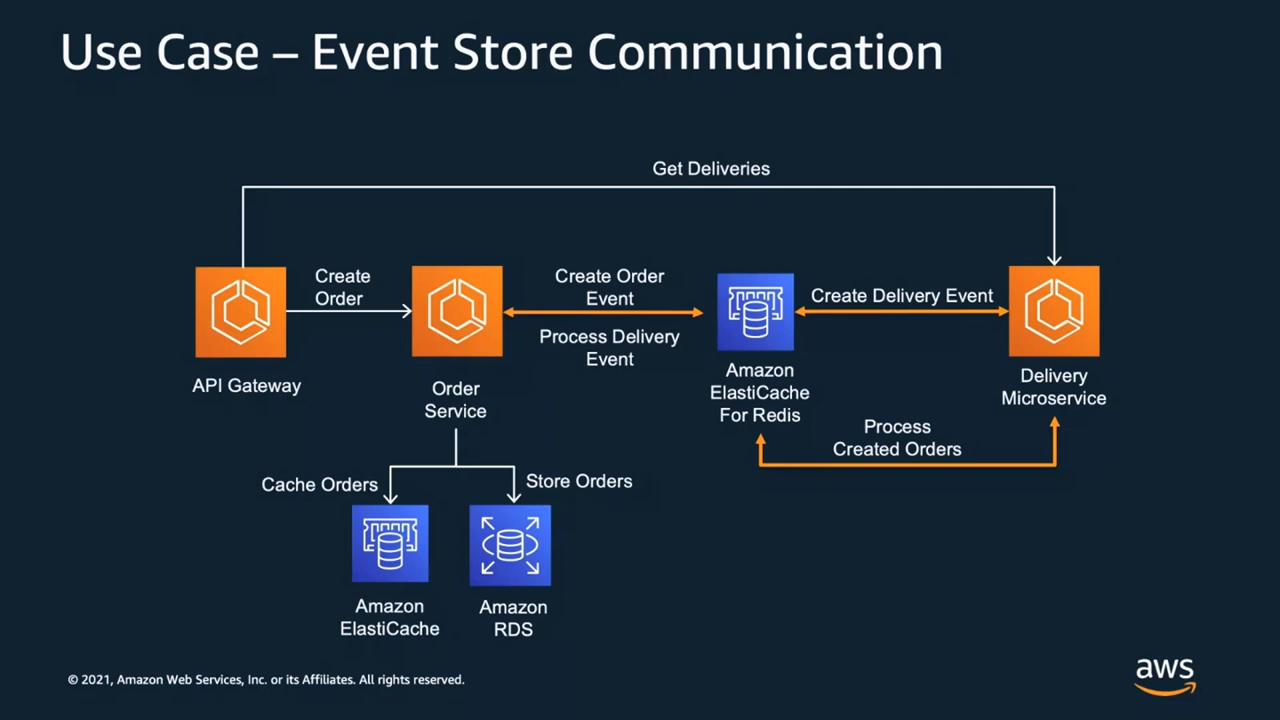 Use Case – Event Store Communication
Get Deliveries
Create
Order
Create Order
Event
Process Delivery
Event
Create Delivery Event
API Gateway
Order
Service
Amazon
ElastiCache
For Redis
Delivery
Microservice
Process
Created Orders
Cache Orders
Store Orders
Amazon
ElastiCache
Amazon
RDS
© 2021, Amazon Web Services, Inc. or its Affiliates. All rights reserved.
aws